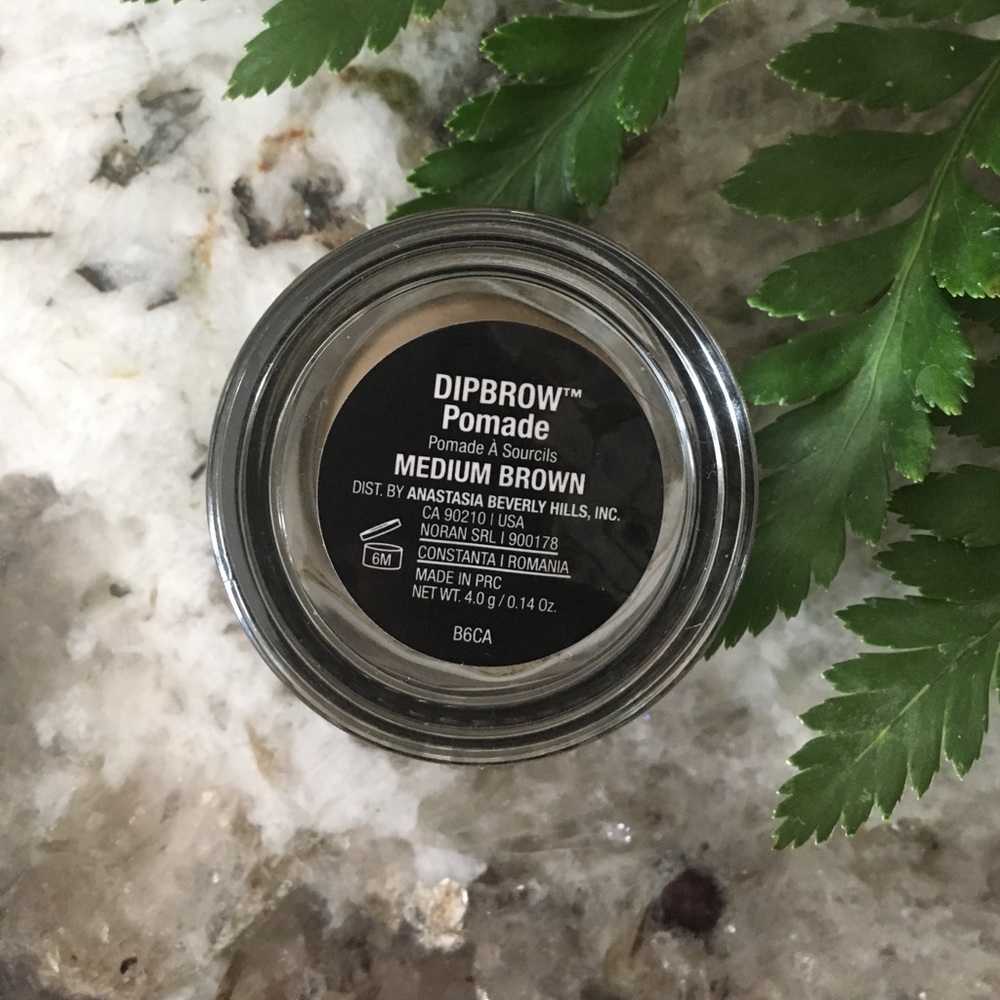 DIPBROW™
Pomade
Pomade À Sourcils
MEDIUM BROWN
DIST. BY ANASTASIA BEVERLY HILLS, INC.
CA 90210 | USA
NORAN SRL | 900178
CONSTANTA | ROMANIA
6M
MADE IN PRC
NET WT. 4.0 g / 0.14 Oz.
B6CA